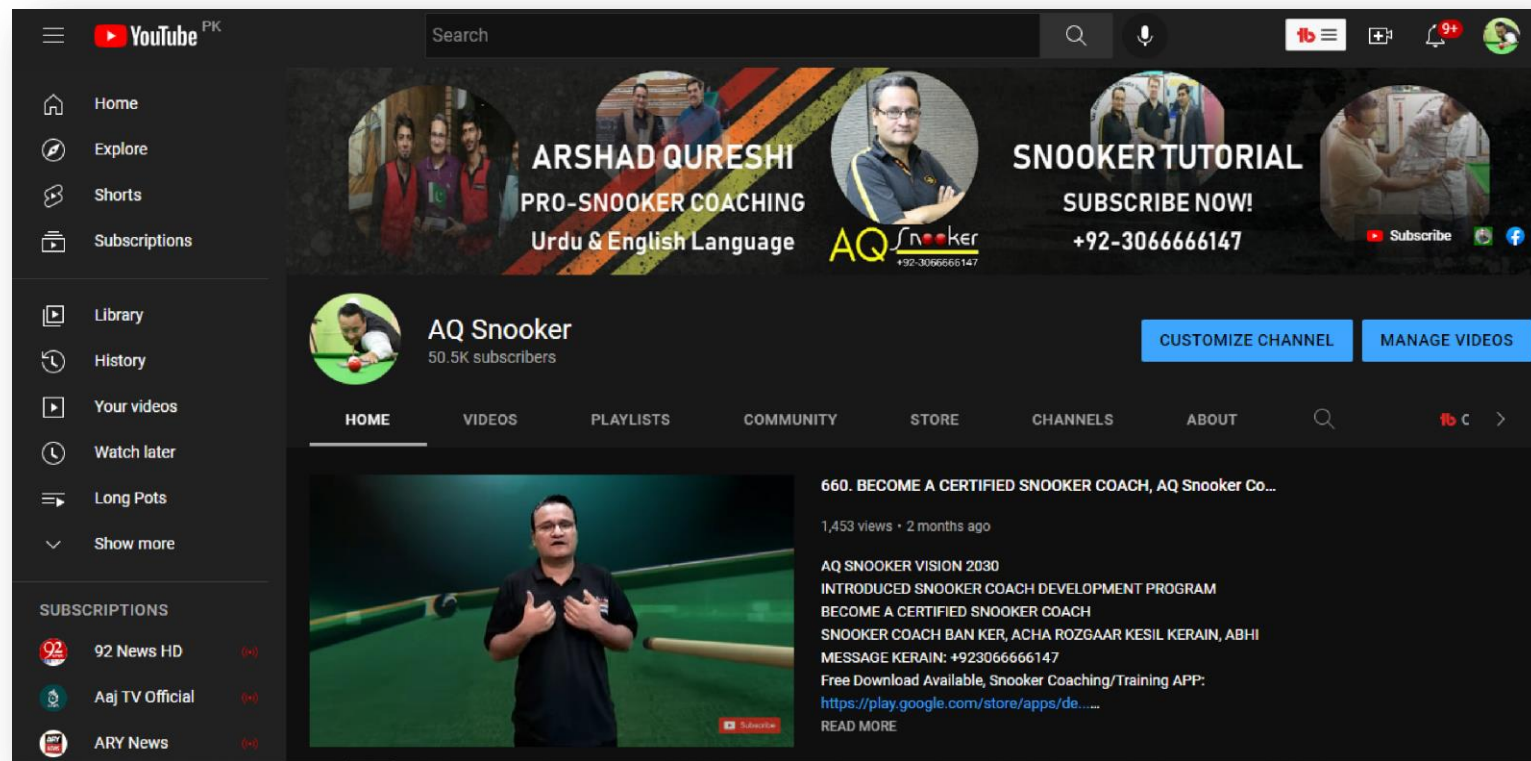 YouTube PK
Search
9+
Home
Explore
Shorts
Subscriptions
Library
History
Your videos
Watch later
Long Pots
Show more
SUBSCRIPTIONS
92 News HD
Aaj TV Official
ARY News
ARSHAD QURESHI
PRO-SNOOKER COACHING
Urdu & English Language
AQ Snooker
+92-3066666147
SNOOKER TUTORIAL
SUBSCRIBE NOW!
+92-3066666147
Subscribe
AQ Snooker
50.5K subscribers
CUSTOMIZE CHANNEL
MANAGE VIDEOS
HOME VIDEOS PLAYLISTS COMMUNITY STORE CHANNELS ABOUT
Subscribe
660. BECOME A CERTIFIED SNOOKER COACH, AQ Snooker Co...
1,453 views • 2 months ago
AQ SNOOKER VISION 2030
INTRODUCED SNOOKER COACH DEVELOPMENT PROGRAM
BECOME A CERTIFIED SNOOKER COACH
SNOOKER COACH BAN KER, ACHA ROZGAAR KESIL KERAIN, ABHI
MESSAGE KERAIN: +923066666147
Free Download Available, Snooker Coaching/Training APP:
https://play.google.com/store/apps/de......
READ MORE